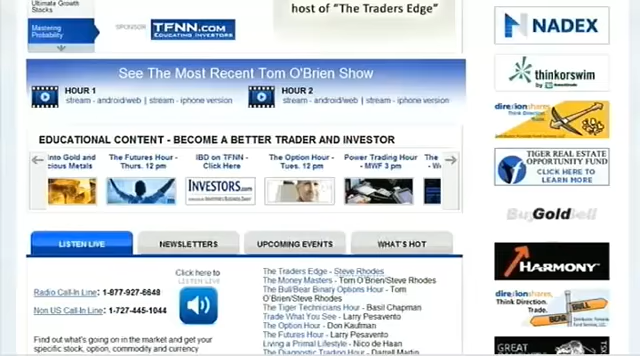 Ultimate Growth
Stocks
Mastering
Probability
SPONSOR
TFNN.com
EDUCATING INVESTORS
host of "The Traders Edge"
See The Most Recent Tom O'Brien Show
HOUR 1
stream - android/web | stream - iphone version
HOUR 2
stream - android/web | stream - iphone version
EDUCATIONAL CONTENT - BECOME A BETTER TRADER AND INVESTOR
into Gold and
cious Metals
The Futures Hour -
Thurs. 12 pm
IBD on TFNN -
Click Here
The Option Hour -
Tues. 12 pm
Power Trading Hour
- MWF 3 pm
The
INVESTORS.com
LISTEN LIVE
NEWSLETTERS
UPCOMING EVENTS
WHAT'S HOT
Click here to
LISTEN LIVE
Radio Call-In Line: 1-877-927-6648
Non US Call-In Line: 1-727-445-1044
Find out what's going on in the market and get your
specific stock, option, commodity and currency
The Traders Edge - Steve Rhodes
The Money Masters - Tom O'Brien/Steve Rhodes
The Bull/Bear Binary Options Hour - Tom
O'Brien/Steve Rhodes
The Tiger Technicians Hour - Basil Chapman
Trade What You See - Larry Pesavento
The Option Hour - Don Kaufman
Living a Primal Lifestyle - Nico de Haan
The Diagnostic Trading Hour - Darrell Martin
NADEX
thinkorswim
direxionshares
Think Direction.
Trade.
TIGER REAL ESTATE
OPPORTUNITY FUND
CLICK HERE TO
LEARN MORE
BuyGoldSell
HARMONY
direxionshares
Think Direction.
Trade.
BULL
BEAR
GREAT